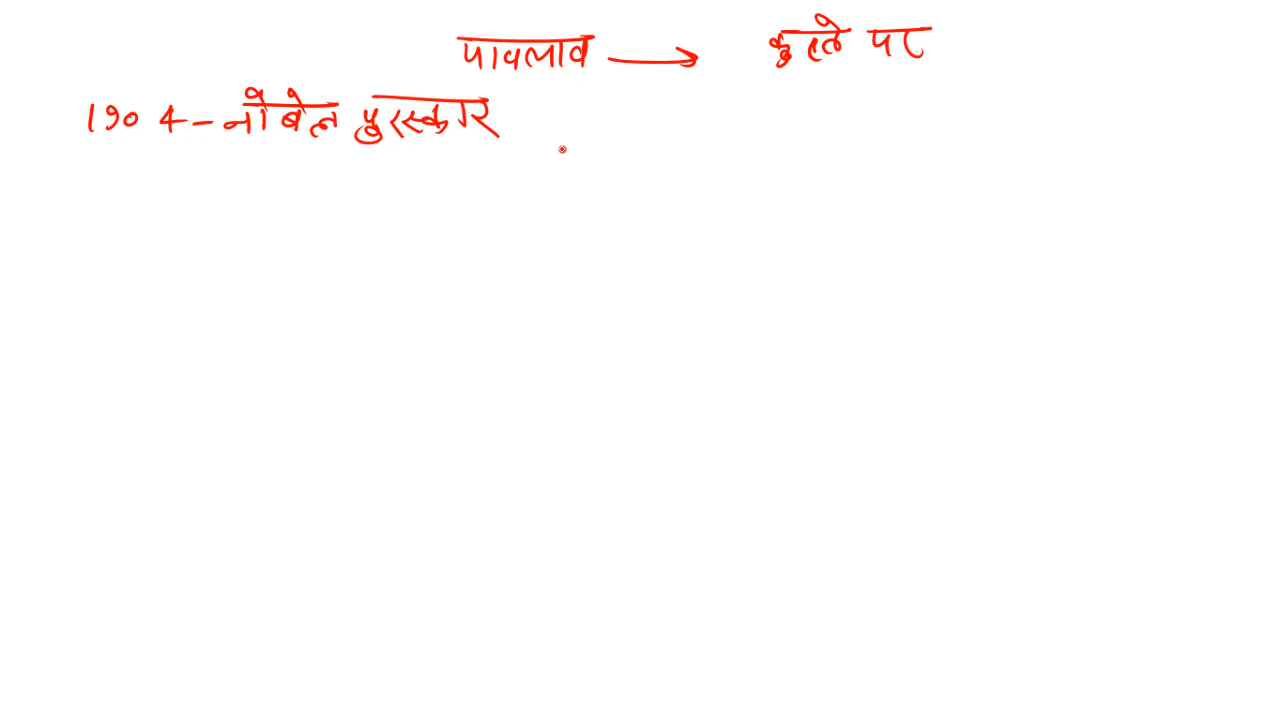 पावलाव → कुत्ते पर
1904 - नोबेल पुरस्कार